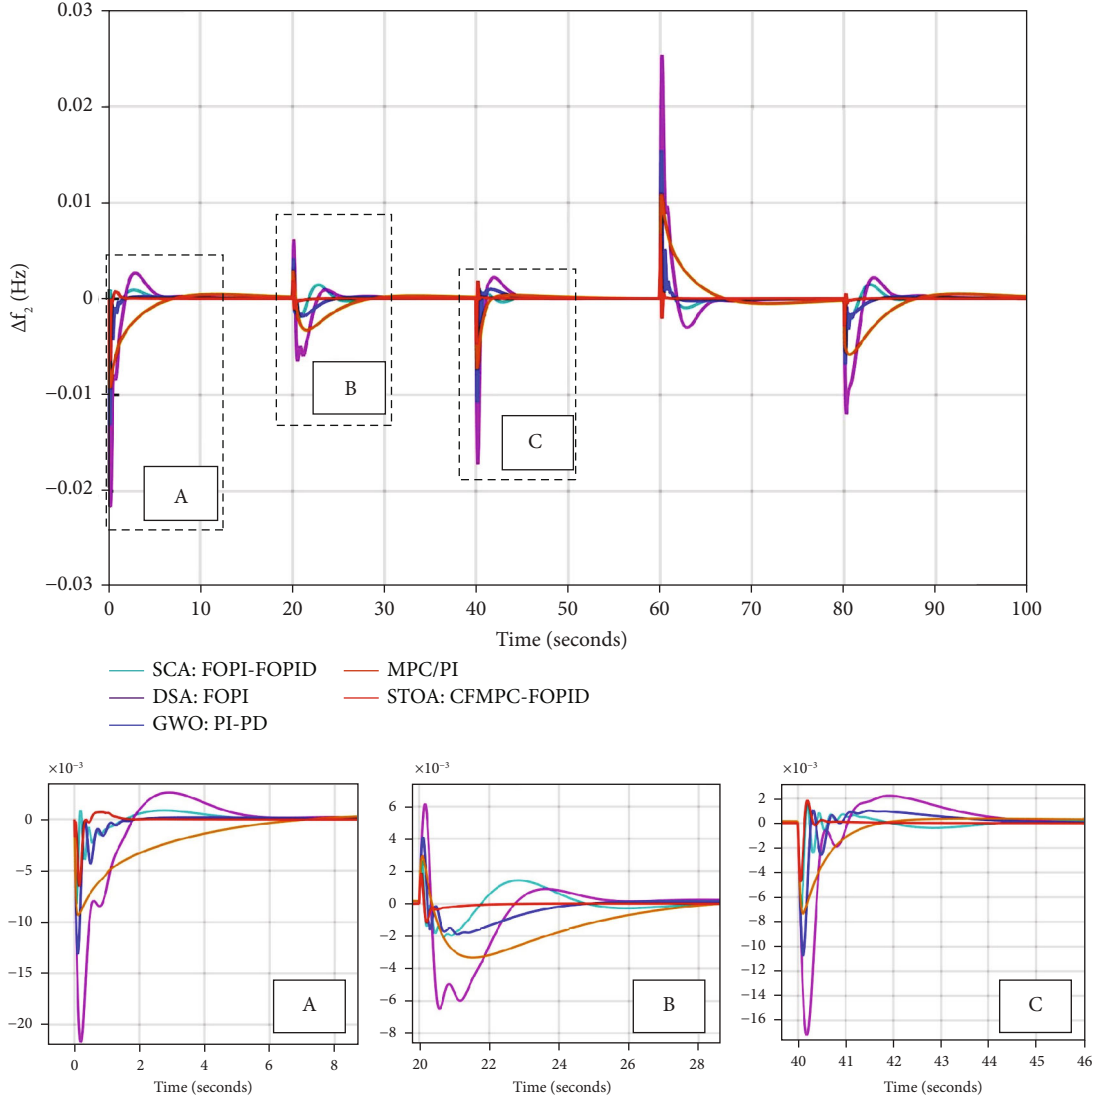 0.03
0.02
0.01
0
−0.01
−0.02
−0.03
Δf2 (Hz)
A
B
C
0 10 20 30 40 50 60 70 80 90 100
Time (seconds)
SCA: FOPI-FOPID MPC/PI
DSA: FOPI STOA: CFMPC-FOPID
GWO: PI-PD
×10−3
0
−5
−10
−15
−20
A
0 2 4 6 8
Time (seconds)
×10−3
6
4
2
0
−2
−4
−6
−8
B
20 22 24 26 28
Time (seconds)
×10−3
2
0
−2
−4
−6
−8
−10
−12
−14
−16
C
40 41 42 43 44 45 46
Time (seconds)